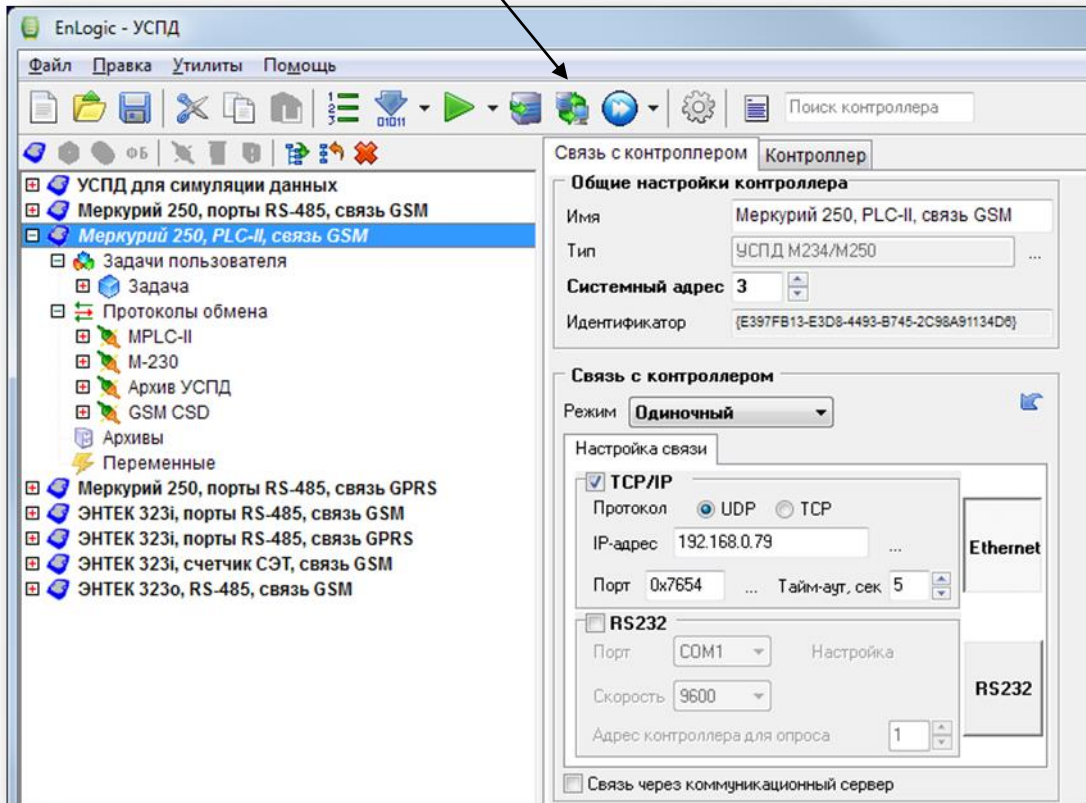 EnLogic - УСПД
Файл Правка Утилиты Помощь
Поиск контроллера
ФБ
УСПД для симуляции данных
Меркурий 250, порты RS-485, связь GSM
Меркурий 250, PLC-II, связь GSM
Задачи пользователя
Задача
Протоколы обмена
MPLC-II
M-230
Архив УСПД
GSM CSD
Архивы
Переменные
Меркурий 250, порты RS-485, связь GPRS
ЭНТЕК 323i, порты RS-485, связь GSM
ЭНТЕК 323i, порты RS-485, связь GPRS
ЭНТЕК 323i, счетчик СЭТ, связь GSM
ЭНТЕК 323о, RS-485, связь GSM
Связь с контроллером Контроллер
Общие настройки контроллера
Имя Меркурий 250, PLC-II, связь GSM
Тип УСПД М234/М250 ...
Системный адрес 3
Идентификатор {E397FB13-E3D8-4493-B745-2C98A91134D6}
Связь с контроллером
Режим Одиночный
Настройка связи
TCP/IP
Протокол UDP TCP
IP-адрес 192.168.0.79 ...
Порт 0x7654 ... Тайм-аут, сек 5
Ethernet
RS232
Порт COM1 Настройка
Скорость 9600
Адрес контроллера для опроса 1
RS232
Связь через коммуникационный сервер